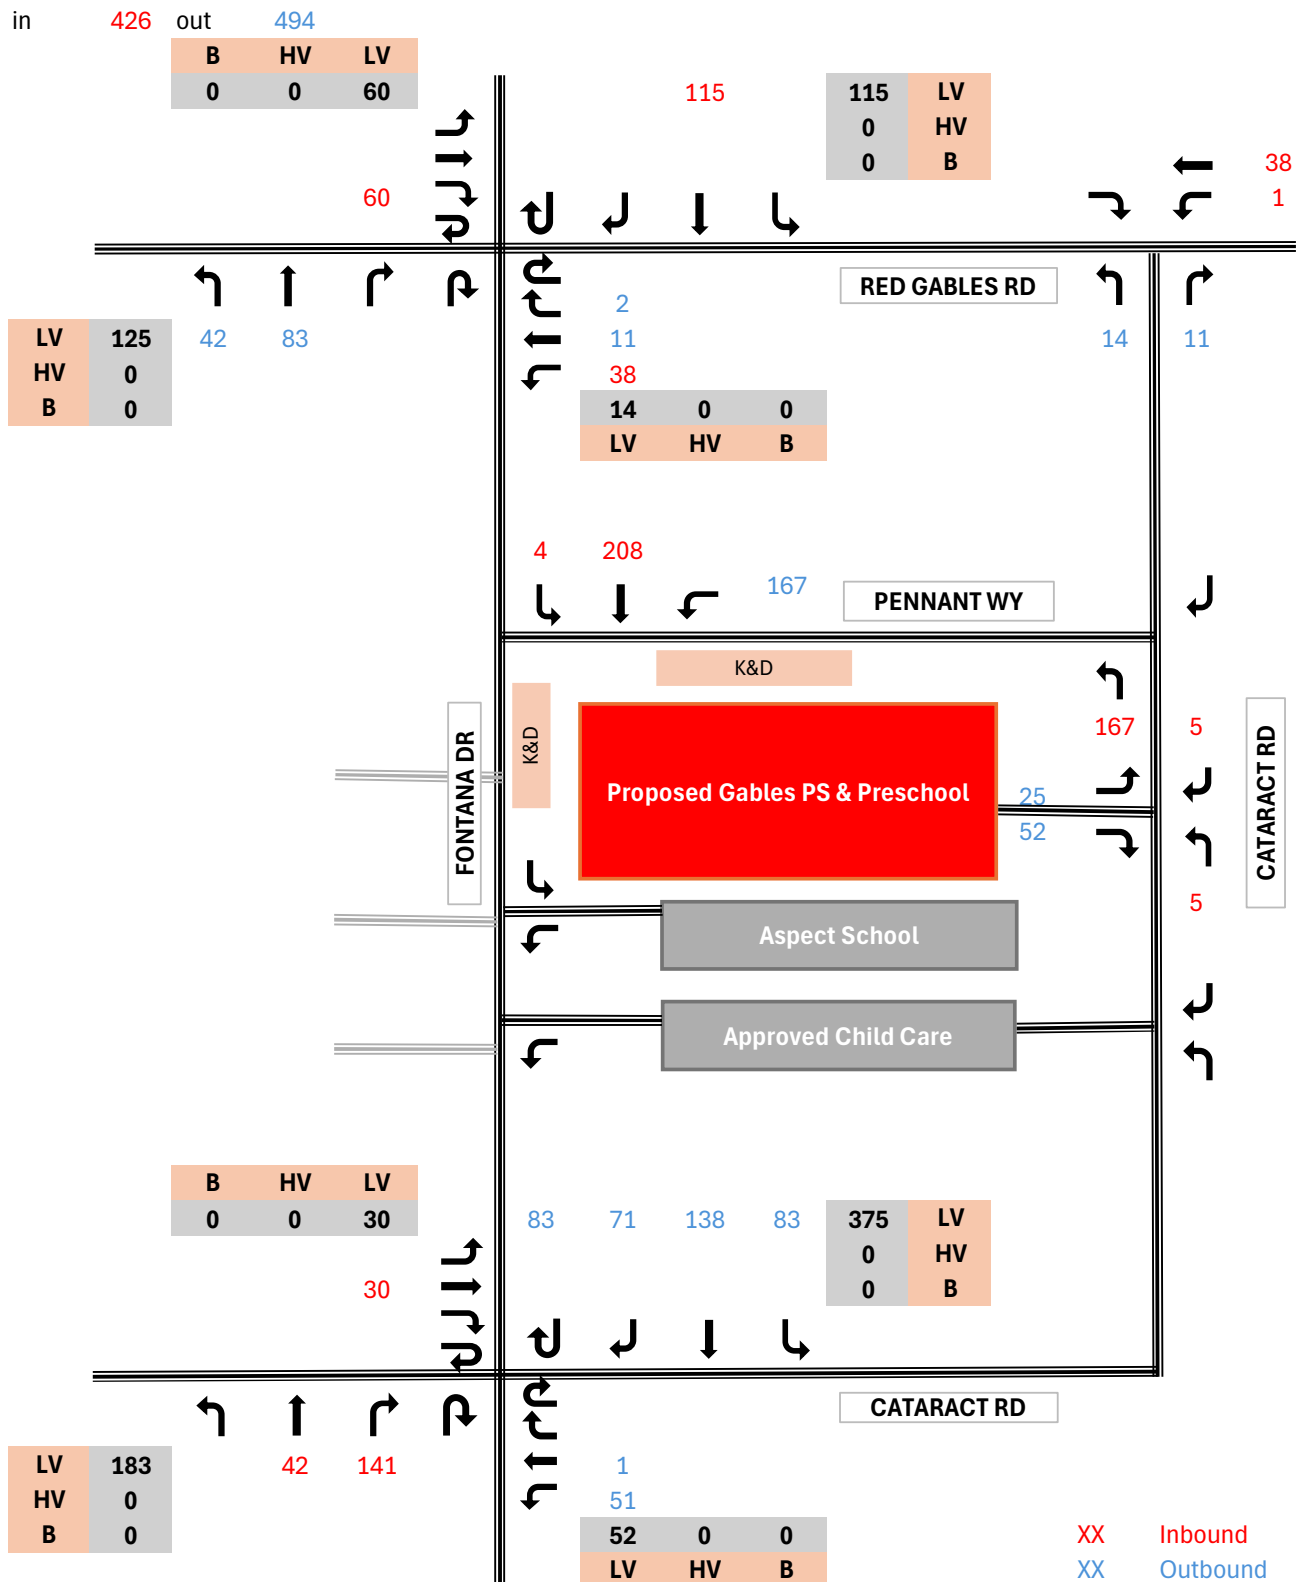 in 426 out 494
B HV LV
0 0 60
115
115 LV
0 HV
0 B
38
1
60
RED GABLES RD
2
42 83
11
14 11
LV 125
HV 0
B 0
38
14 0 0
LV HV B
4 208
167
PENNANT WY
K&D
K&D
FONTANA DR
Proposed Gables PS & Preschool
167 5
25
52
CATARACT RD
5
Aspect School
Approved Child Care
B HV LV
0 0 30
83 71 138 83
375 LV
0 HV
0 B
30
CATARACT RD
LV 183
HV 0
B 0
42 141
1
51
52 0 0
LV HV B
XX Inbound
XX Outbound